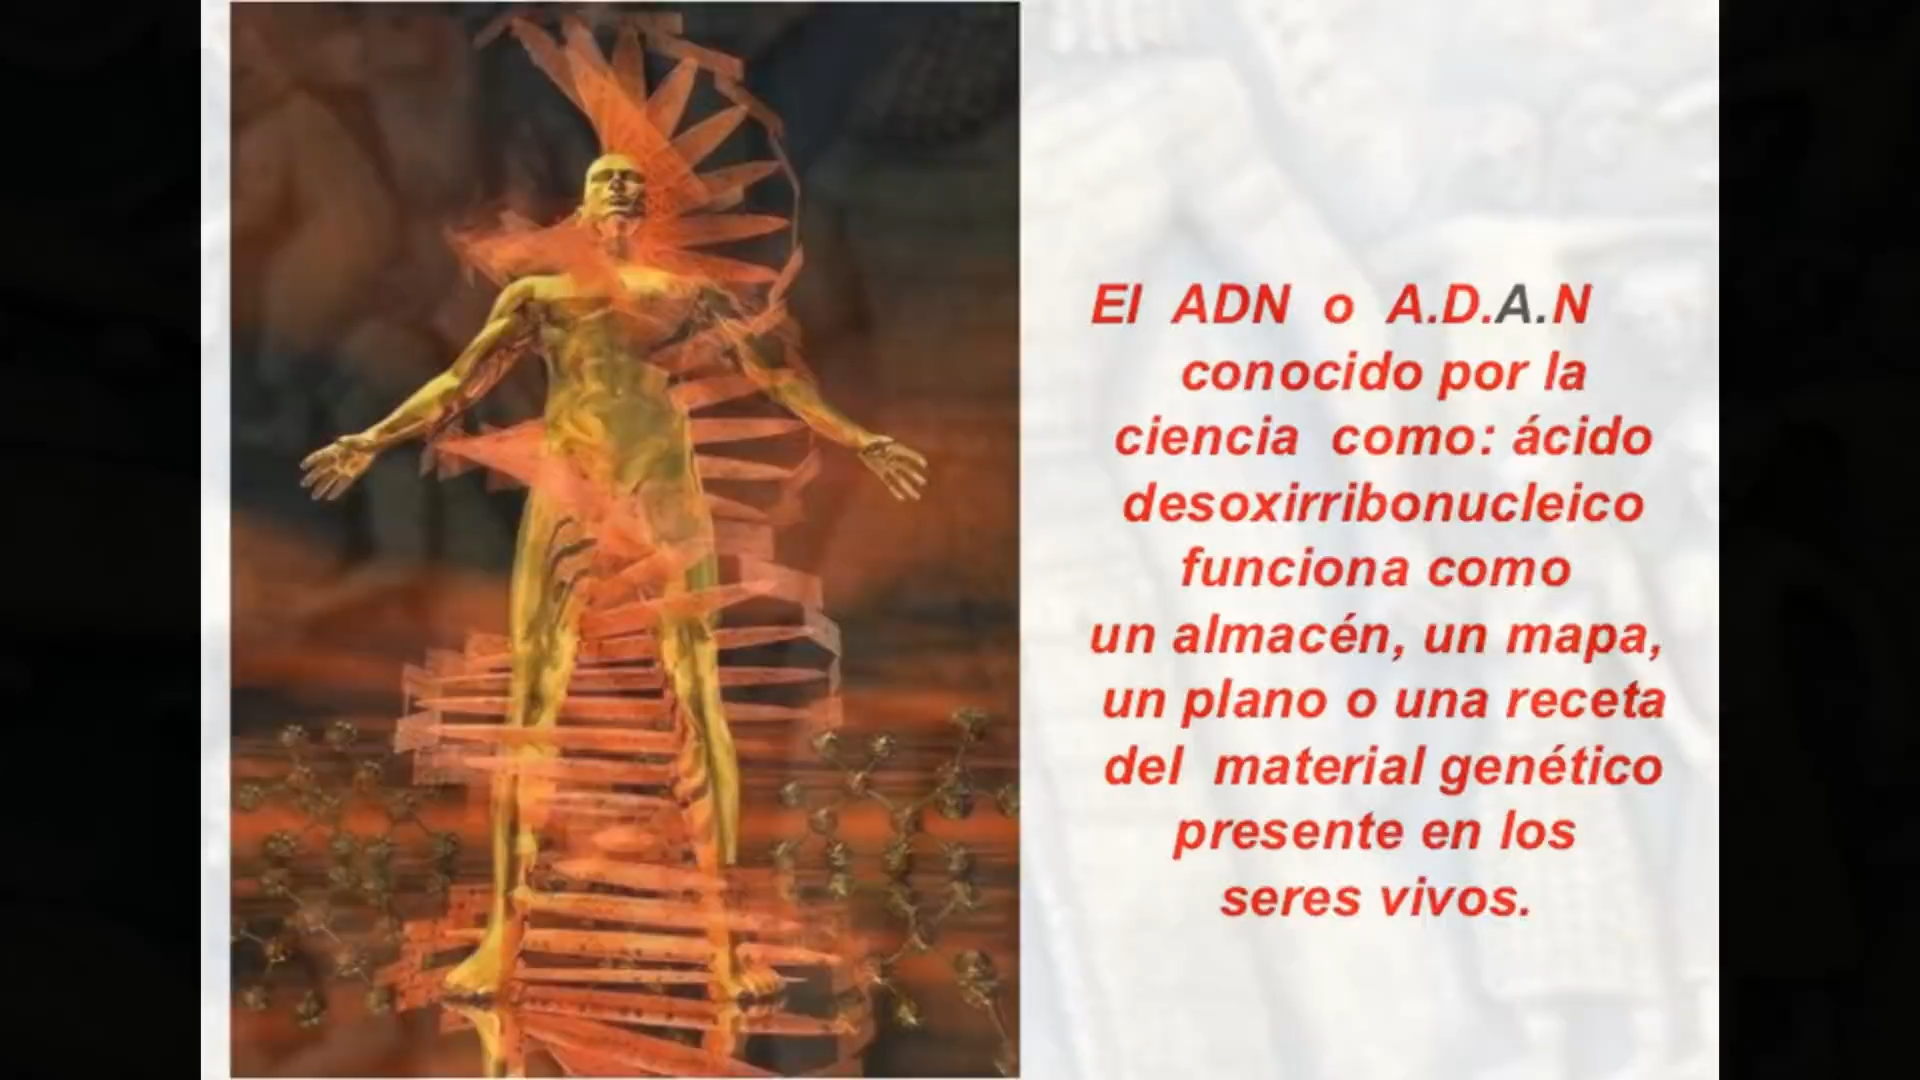 El ADN o A.D.A.N
conocido por la
ciencia como: ácido
desoxirribonucleico
funciona como
un almacén, un mapa,
un plano o una receta
del material genético
presente en los
seres vivos.